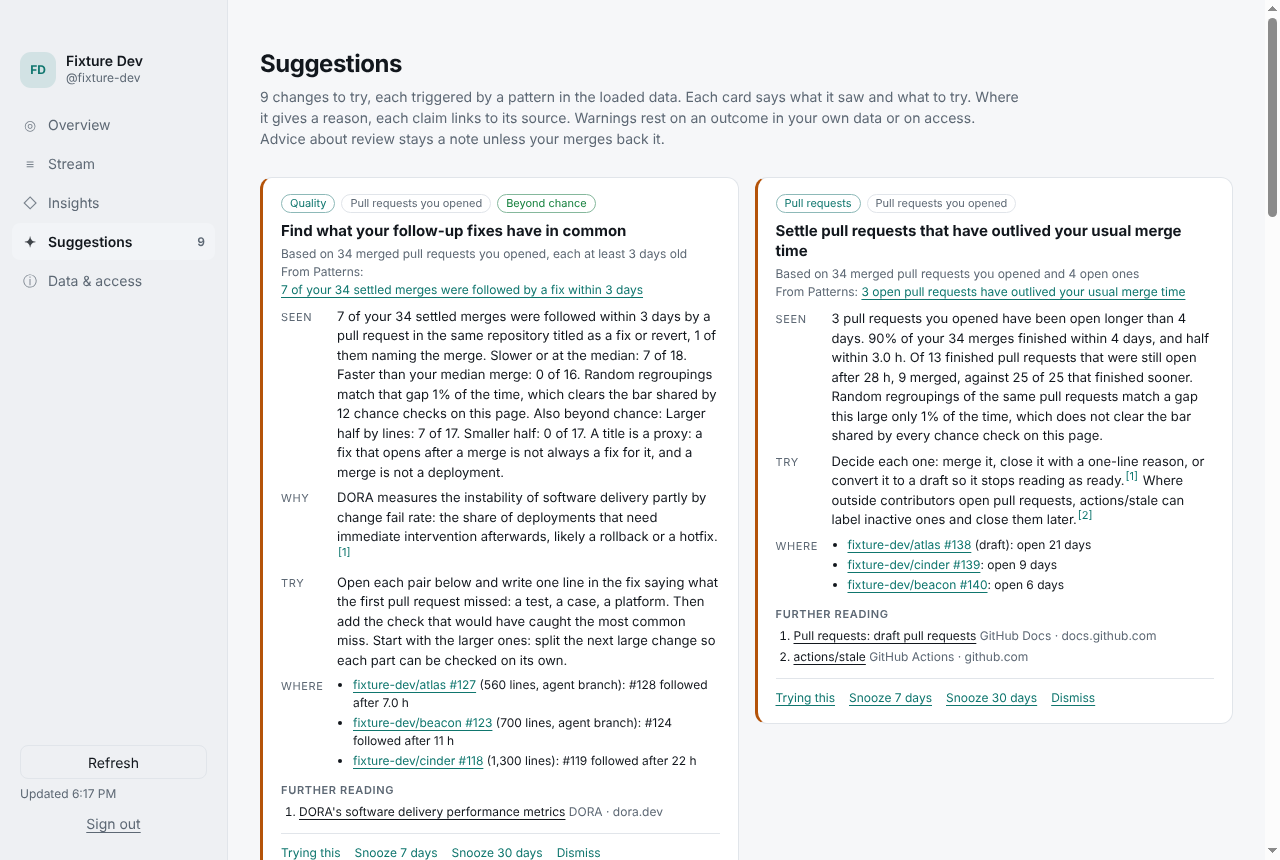 FD
Fixture Dev
@fixture-dev
Overview
Stream
Insights
Suggestions 9
Data & access
Refresh
Updated 6:17 PM
Sign out
Suggestions
9 changes to try, each triggered by a pattern in the loaded data. Each card says what it saw and what to try. Where
it gives a reason, each claim links to its source. Warnings rest on an outcome in your own data or on access.
Advice about review stays a note unless your merges back it.
Quality Pull requests you opened Beyond chance
Find what your follow-up fixes have in common
Based on 34 merged pull requests you opened, each at least 3 days old
From Patterns:
7 of your 34 settled merges were followed by a fix within 3 days
SEEN 7 of your 34 settled merges were followed within 3 days by a
pull request in the same repository titled as a fix or revert, 1 of
them naming the merge. Slower or at the median: 7 of 18.
Faster than your median merge: 0 of 16. Random regroupings
match that gap 1% of the time, which clears the bar shared by
12 chance checks on this page. Also beyond chance: Larger
half by lines: 7 of 17. Smaller half: 0 of 17. A title is a proxy: a
fix that opens after a merge is not always a fix for it, and a
merge is not a deployment.
WHY DORA measures the instability of software delivery partly by
change fail rate: the share of deployments that need
immediate intervention afterwards, likely a rollback or a hotfix.
[1]
TRY Open each pair below and write one line in the fix saying what
the first pull request missed: a test, a case, a platform. Then
add the check that would have caught the most common
miss. Start with the larger ones: split the next large change so
each part can be checked on its own.
WHERE • fixture-dev/atlas #127 (560 lines, agent branch): #128 followed
after 7.0 h
• fixture-dev/beacon #123 (700 lines, agent branch): #124
followed after 11 h
• fixture-dev/cinder #118 (1,300 lines): #119 followed after 22 h
FURTHER READING
1. DORA's software delivery performance metrics DORA · dora.dev
Trying this Snooze 7 days Snooze 30 days Dismiss
Pull requests Pull requests you opened
Settle pull requests that have outlived your usual merge
time
Based on 34 merged pull requests you opened and 4 open ones
From Patterns: 3 open pull requests have outlived your usual merge time
SEEN 3 pull requests you opened have been open longer than 4
days. 90% of your 34 merges finished within 4 days, and half
within 3.0 h. Of 13 finished pull requests that were still open
after 28 h, 9 merged, against 25 of 25 that finished sooner.
Random regroupings of the same pull requests match a gap
this large only 1% of the time, which does not clear the bar
shared by every chance check on this page.
TRY Decide each one: merge it, close it with a one-line reason, or
convert it to a draft so it stops reading as ready.[1] Where
outside contributors open pull requests, actions/stale can
label inactive ones and close them later.[2]
WHERE • fixture-dev/atlas #138 (draft): open 21 days
• fixture-dev/cinder #139: open 9 days
• fixture-dev/beacon #140: open 6 days
FURTHER READING
1. Pull requests: draft pull requests GitHub Docs · docs.github.com
2. actions/stale GitHub Actions · github.com
Trying this Snooze 7 days Snooze 30 days Dismiss